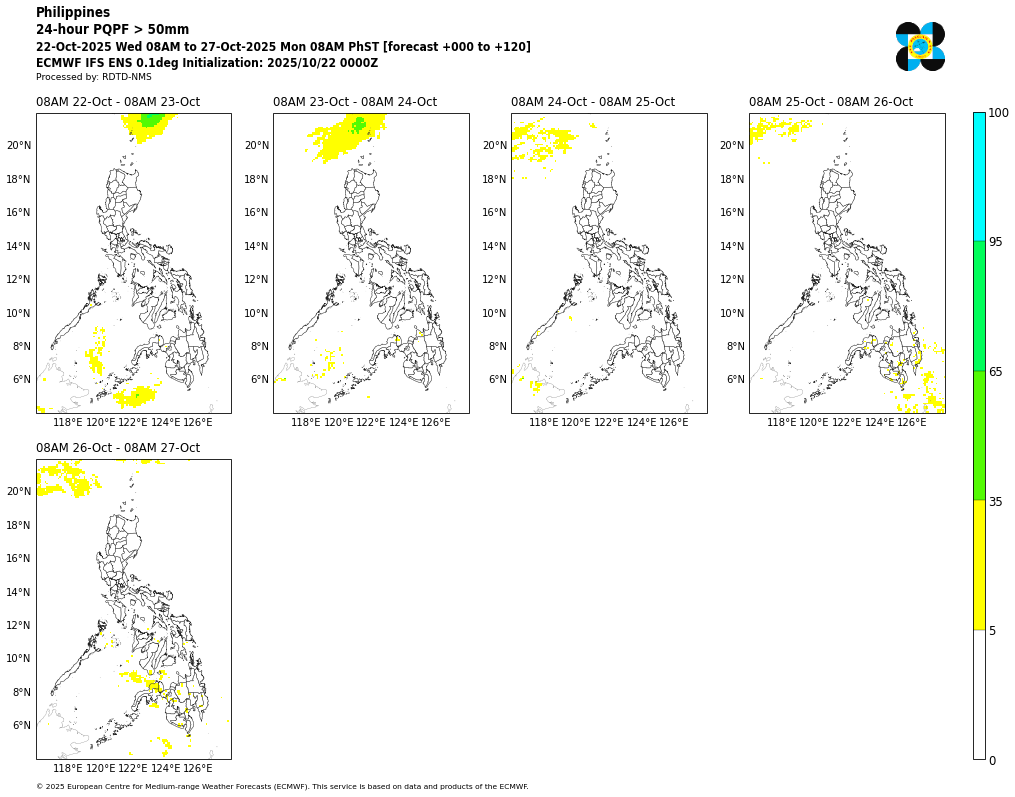 Philippines
24-hour PQPF > 50mm
22-Oct-2025 Wed 08AM to 27-Oct-2025 Mon 08AM PhST [forecast +000 to +120]
ECMWF IFS ENS 0.1deg Initialization: 2025/10/22 0000Z
Processed by: RDTD-NMS
08AM 22-Oct - 08AM 23-Oct
08AM 23-Oct - 08AM 24-Oct
08AM 24-Oct - 08AM 25-Oct
08AM 25-Oct - 08AM 26-Oct
20°N 20°N 20°N 20°N
18°N 18°N 18°N 18°N
16°N 16°N 16°N 16°N
14°N 14°N 14°N 14°N
12°N 12°N 12°N 12°N
10°N 10°N 10°N 10°N
8°N 8°N 8°N 8°N
6°N 6°N 6°N 6°N
118°E 120°E 122°E 124°E 126°E
118°E 120°E 122°E 124°E 126°E
118°E 120°E 122°E 124°E 126°E
118°E 120°E 122°E 124°E 126°E
08AM 26-Oct - 08AM 27-Oct
20°N
18°N
16°N
14°N
12°N
10°N
8°N
6°N
118°E 120°E 122°E 124°E 126°E
100
95
65
35
5
0
© 2025 European Centre for Medium-range Weather Forecasts (ECMWF). This service is based on data and products of the ECMWF.